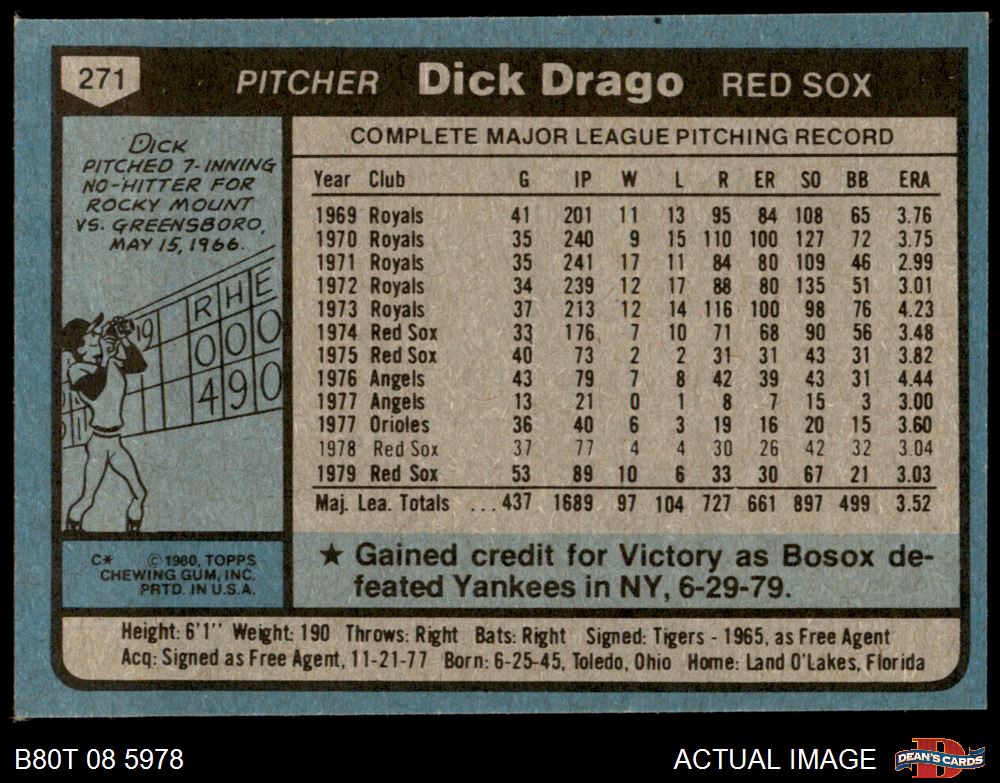 271 PITCHER Dick Drago RED SOX
DICK
PITCHED 7-INNING
NO-HITTER FOR
ROCKY MOUNT
VS. GREENSBORO,
MAY 15, 1966.
9 R H E
0 0 0
4 9 0
C* © 1980, TOPPS
CHEWING GUM, INC.
PRTD. IN U.S.A.
COMPLETE MAJOR LEAGUE PITCHING RECORD
Year Club G IP W L R ER SO BB ERA
1969 Royals 41 201 11 13 95 84 108 65 3.76
1970 Royals 35 240 9 15 110 100 127 72 3.75
1971 Royals 35 241 17 11 84 80 109 46 2.99
1972 Royals 34 239 12 17 88 80 135 51 3.01
1973 Royals 37 213 12 14 116 100 98 76 4.23
1974 Red Sox 33 176 7 10 71 68 90 56 3.48
1975 Red Sox 40 73 2 2 31 31 43 31 3.82
1976 Angels 43 79 7 8 42 39 43 31 4.44
1977 Angels 13 21 0 1 8 7 15 3 3.00
1977 Orioles 36 40 6 3 19 16 20 15 3.60
1978 Red Sox 37 77 4 4 30 26 42 32 3.04
1979 Red Sox 53 89 10 6 33 30 67 21 3.03
Maj. Lea. Totals ... 437 1689 97 104 727 661 897 499 3.52
★ Gained credit for Victory as Bosox de-
feated Yankees in NY, 6-29-79.
Height: 6'1'' Weight: 190 Throws: Right Bats: Right Signed: Tigers - 1965, as Free Agent
Acq: Signed as Free Agent, 11-21-77 Born: 6-25-45, Toledo, Ohio Home: Land O'Lakes, Florida
B80T 08 5978 ACTUAL IMAGE D DEAN'S CARDS